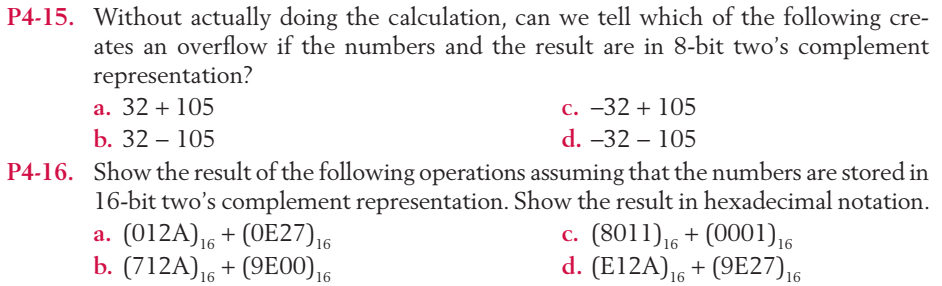 P4-15. Without actually doing the calculation, can we tell which of the following cre-
ates an overflow if the numbers and the result are in 8-bit two’s complement
representation?
a. 32 + 105 c. –32 + 105
b. 32 – 105 d. –32 – 105
P4-16. Show the result of the following operations assuming that the numbers are stored in
16-bit two’s complement representation. Show the result in hexadecimal notation.
a. (012A)₁₆ + (0E27)₁₆ c. (8011)₁₆ + (0001)₁₆
b. (712A)₁₆ + (9E00)₁₆ d. (E12A)₁₆ + (9E27)₁₆